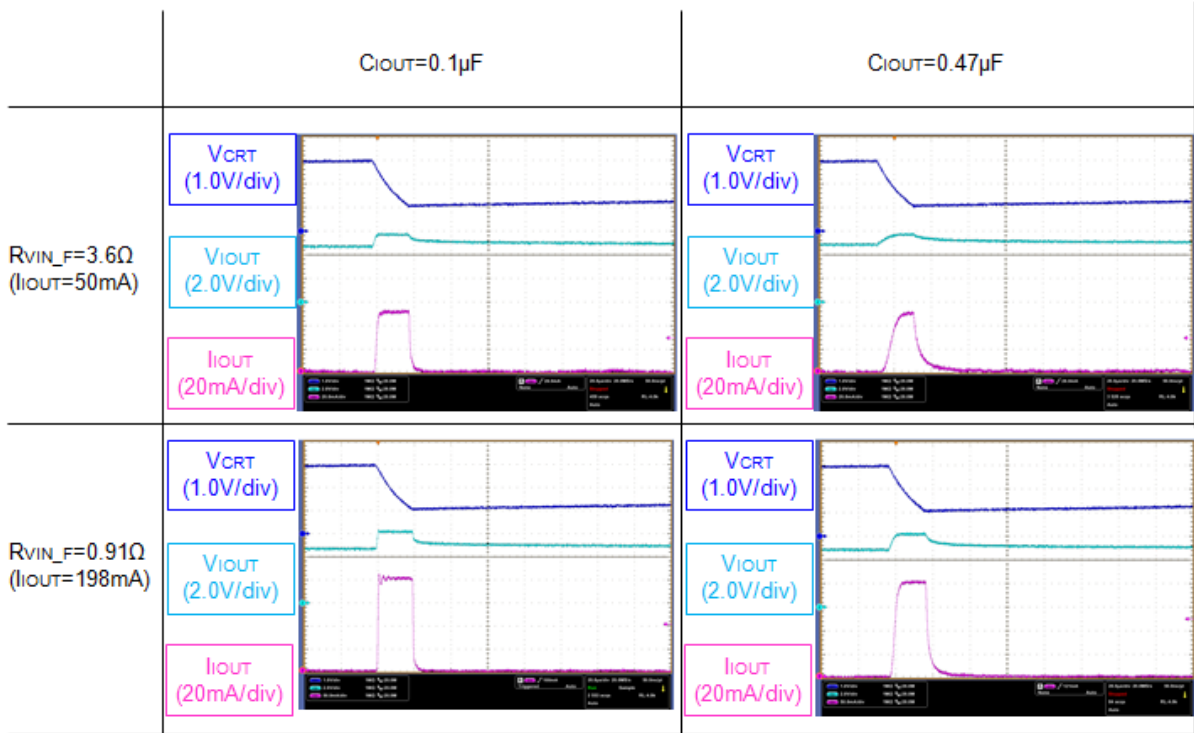 CIOUT=0.1µF
CIOUT=0.47µF
RVIN_F=3.6Ω
(IIOUT=50mA)
VCRT
(1.0V/div)
VIOUT
(2.0V/div)
IIOUT
(20mA/div)
VCRT
(1.0V/div)
VIOUT
(2.0V/div)
IIOUT
(20mA/div)
RVIN_F=0.91Ω
(IIOUT=198mA)
VCRT
(1.0V/div)
VIOUT
(2.0V/div)
IIOUT
(20mA/div)
VCRT
(1.0V/div)
VIOUT
(2.0V/div)
IIOUT
(20mA/div)